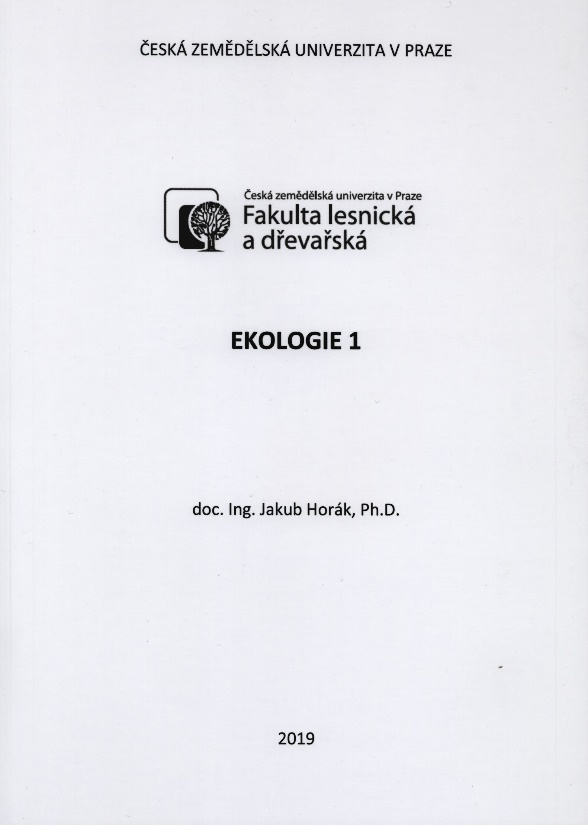 ČESKÁ ZEMĚDĚLSKÁ UNIVERZITA V PRAZE
Česká zemědělská univerzita v Praze
Fakulta lesnická
a dřevařská
EKOLOGIE 1
doc. Ing. Jakub Horák, Ph.D.
2019